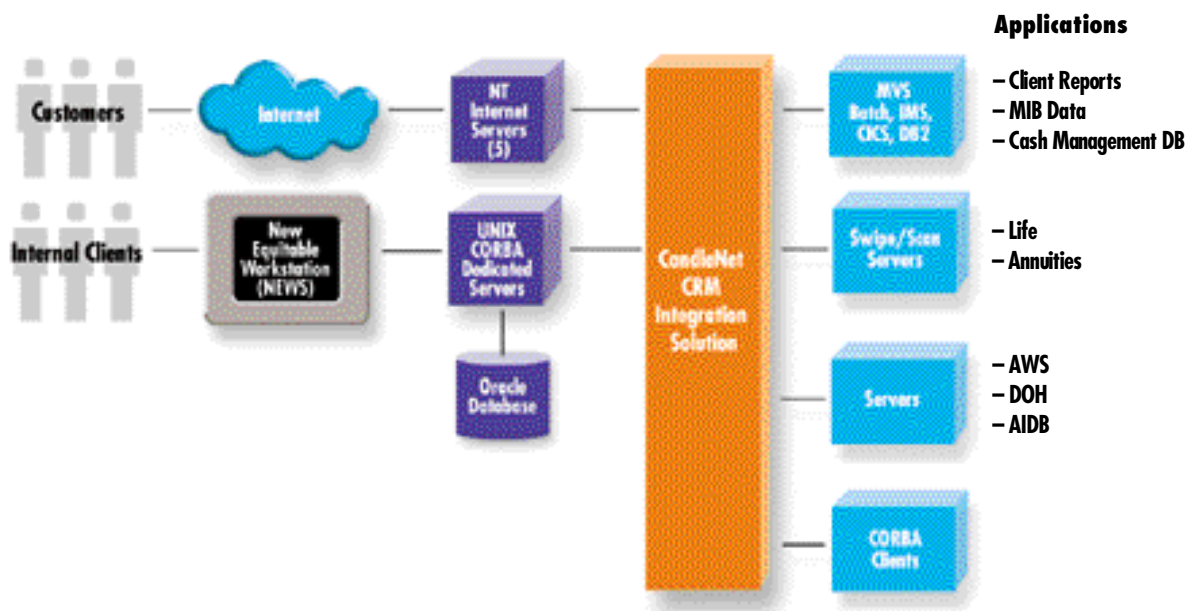 Applications
Customers
Internet
NT
Internet
Servers
(5)
MVS
Batch, IMS,
CICS, DB2
– Client Reports
– MIB Data
– Cash Management DB
Internal Clients
New
Equitable
Workstation
(NEWS)
UNIX
CORBA
Dedicated
Servers
CandleNet
CRM
Integration
Solution
Swipe/Scan
Servers
– Life
– Annuities
Oracle
Database
Servers
– AWS
– DOH
– AIDB
CORBA
Clients